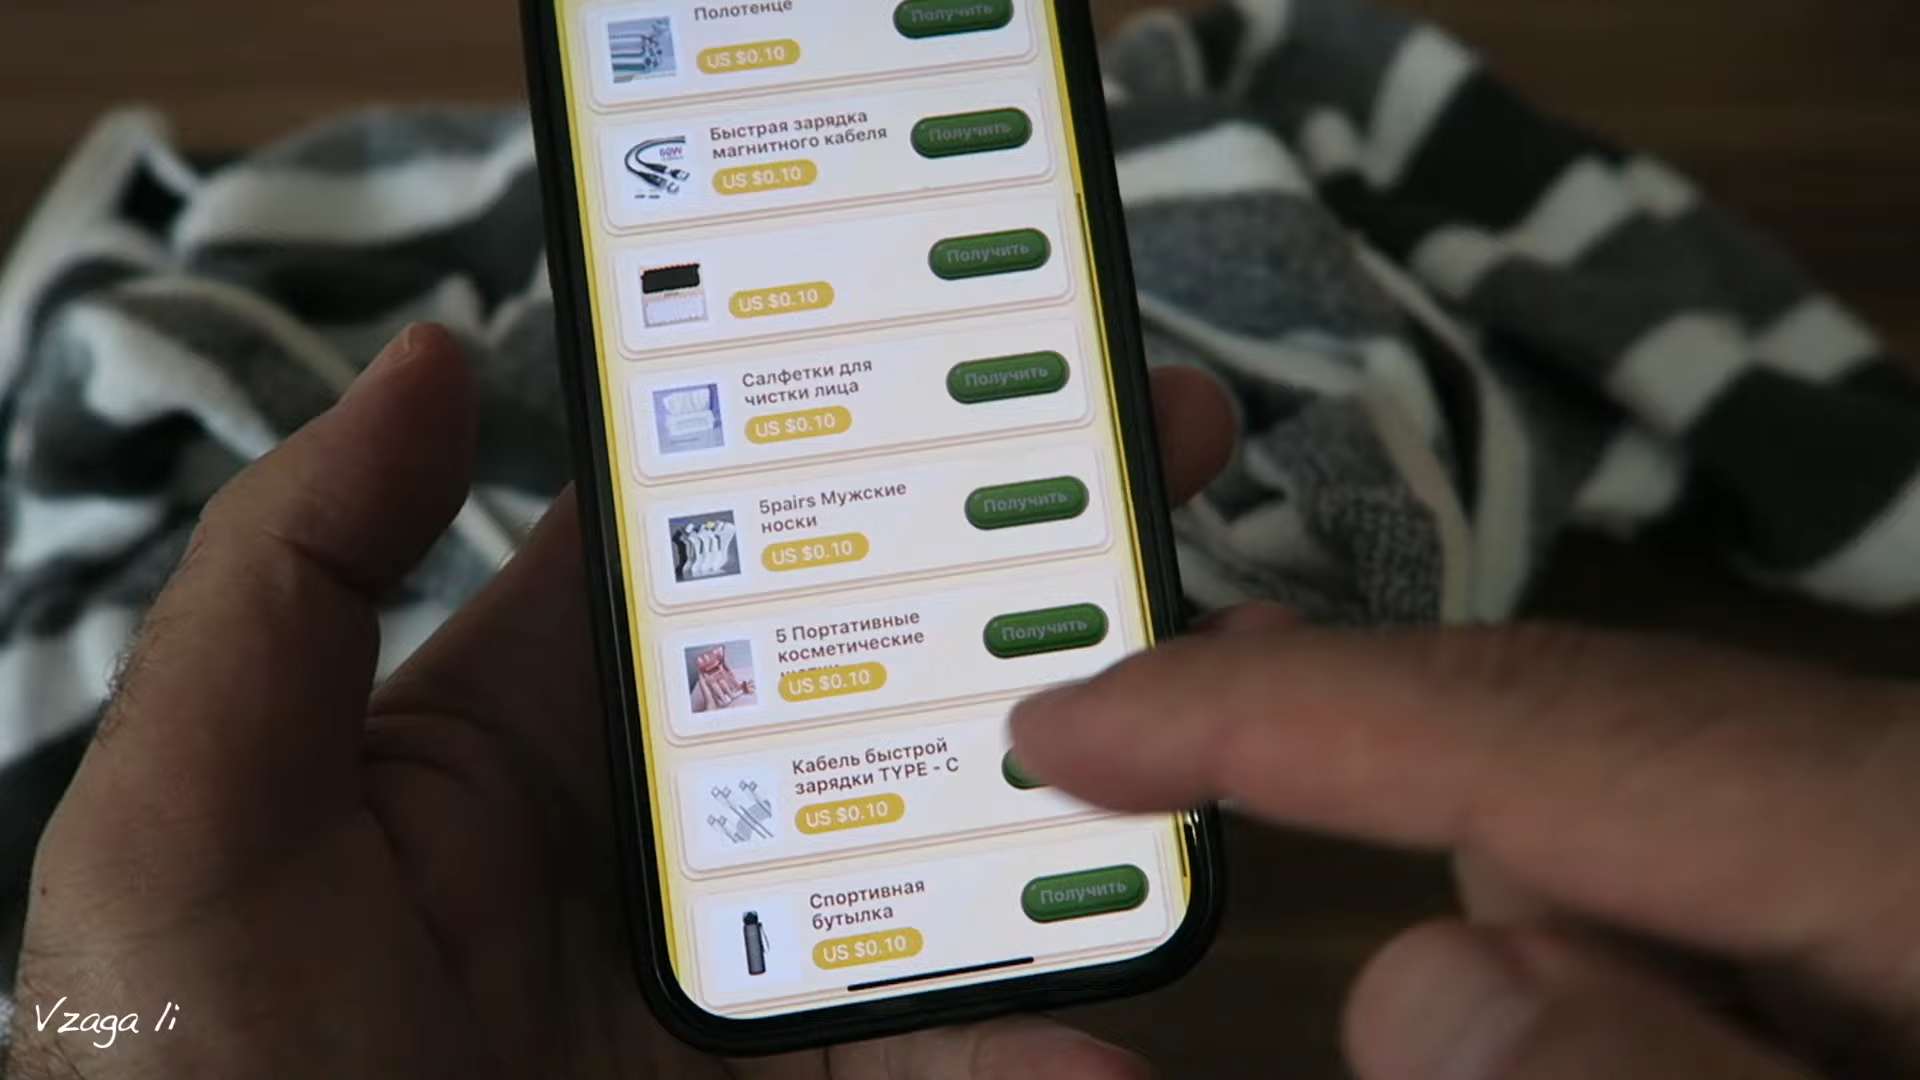 Полотенце
Получить
US $0.10
Быстрая зарядка
магнитного кабеля
Получить
US $0.10
60W
Получить
US $0.10
Салфетки для
чистки лица
Получить
US $0.10
5pairs Мужские
носки
Получить
US $0.10
5 Портативные
косметические
Получить
US $0.10
Кабель быстрой
зарядки TYPE - C
US $0.10
Спортивная
бутылка
Получить
US $0.10
Vzaga li